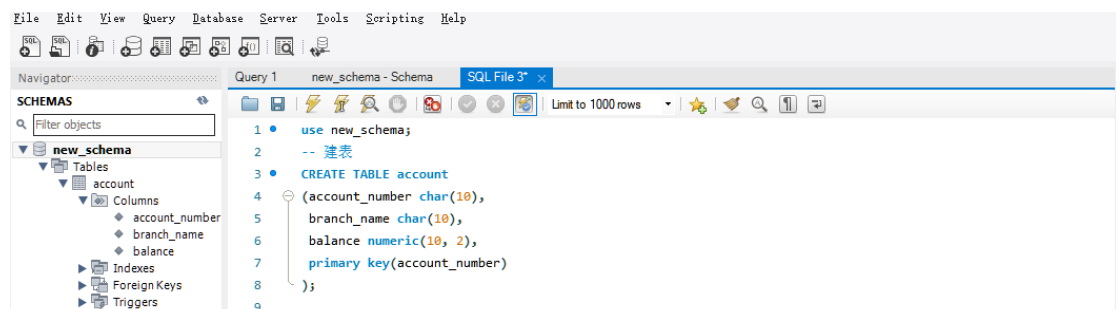 File Edit View Query Database Server Tools Scripting Help
SQL SQL
Navigator
Query 1 new_schema - Schema SQL File 3* ×
SCHEMAS
Limit to 1000 rows
Filter objects
new_schema
Tables
account
Columns
account_number
branch_name
balance
Indexes
Foreign Keys
Triggers
1 use new_schema;
2 -- 建表
3 CREATE TABLE account
4 (account_number char(10),
5 branch_name char(10),
6 balance numeric(10, 2),
7 primary key(account_number)
8 );
9